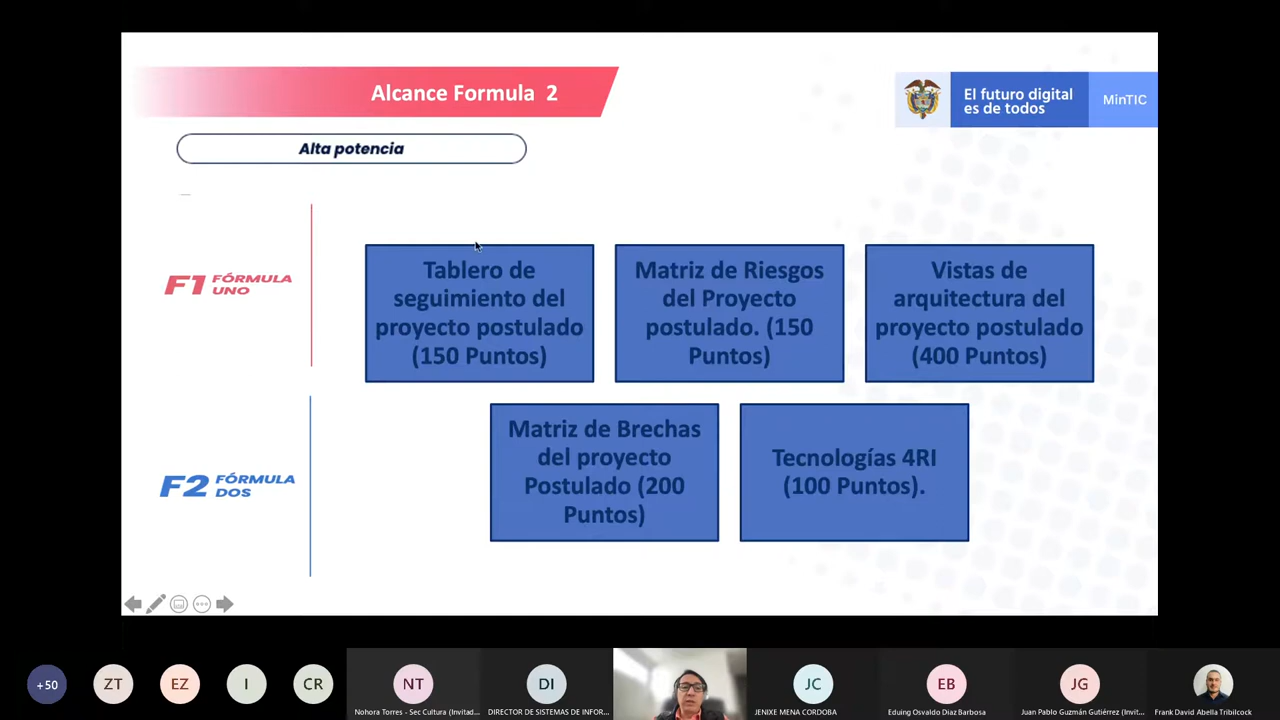 Alcance Formula 2
El futuro digital
es de todos
MinTIC
Alta potencia
F1 FÓRMULA
UNO
Tablero de
seguimiento del
proyecto postulado
(150 Puntos)
Matriz de Riesgos
del Proyecto
postulado. (150
Puntos)
Vistas de
arquitectura del
proyecto postulado
(400 Puntos)
F2 FÓRMULA
DOS
Matriz de Brechas
del proyecto
Postulado (200
Puntos)
Tecnologías 4RI
(100 Puntos).
+50
ZT
EZ
I
CR
NT
Nohora Torres - Sec Cultura (Invitad...
DI
DIRECTOR DE SISTEMAS DE INFOR...
JC
JENIXE MENA CORDOBA
EB
Eduing Osvaldo Diaz Barbosa
JG
Juan Pablo Guzmán Gutiérrez (Invit...
Frank David Abella Tribilcock